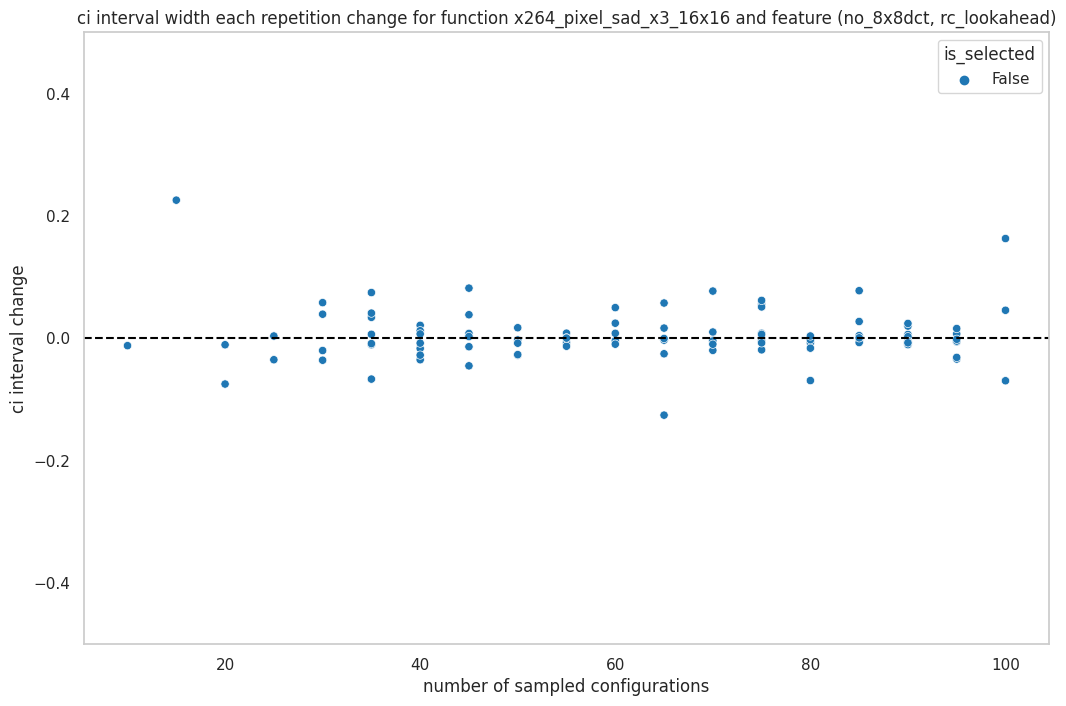 ci interval width each repetition change for function x264_pixel_sad_x3_16x16 and feature (no_8x8dct, rc_lookahead)
is_selected
False
0.4
0.2
0.0
−0.2
−0.4
ci interval change
20
40
60
80
100
number of sampled configurations